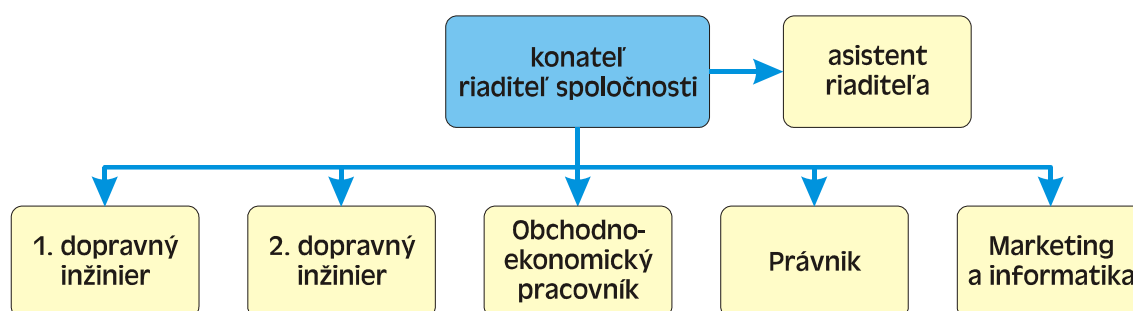 konateľ
riaditeľ spoločnosti
asistent
riaditeľa
1. dopravný
inžinier
2. dopravný
inžinier
Obchodno-
ekonomický
pracovník
Právnik
Marketing
a informatika